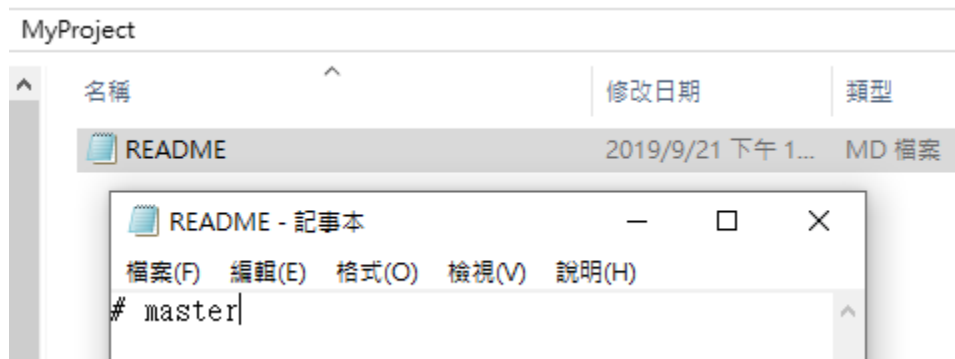 MyProject
名稱 修改日期 類型
README 2019/9/21 下午 1... MD 檔案
README - 記事本
檔案(F) 編輯(E) 格式(O) 檢視(V) 說明(H)
# master